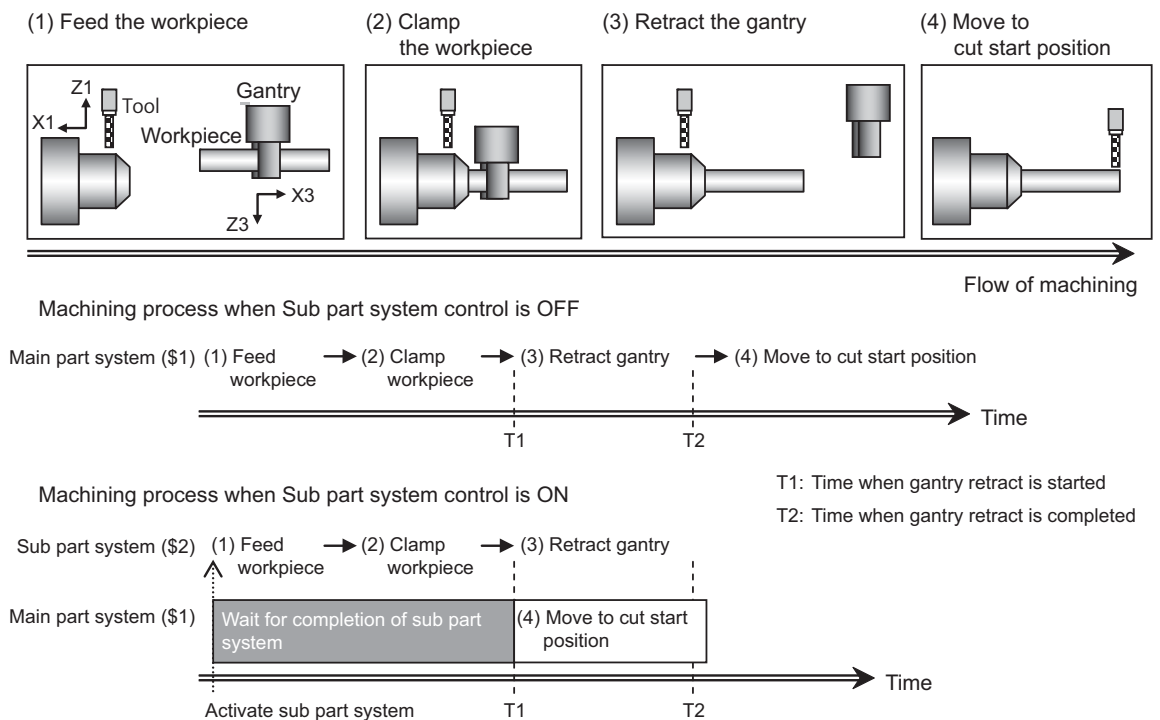 (1) Feed the workpiece
(2) Clamp
the workpiece
(3) Retract the gantry
(4) Move to
cut start position
Z1
X1
Tool
Gantry
Workpiece
X3
Z3
Flow of machining
Machining process when Sub part system control is OFF
Main part system ($1)
(1) Feed
workpiece
(2) Clamp
workpiece
(3) Retract gantry
(4) Move to cut start position
Time
T1
T2
Machining process when Sub part system control is ON
T1: Time when gantry retract is started
T2: Time when gantry retract is completed
Sub part system ($2)
(1) Feed
workpiece
(2) Clamp
workpiece
(3) Retract gantry
Main part system ($1)
Wait for completion of sub part
system
(4) Move to cut start
position
Time
Activate sub part system
T1
T2